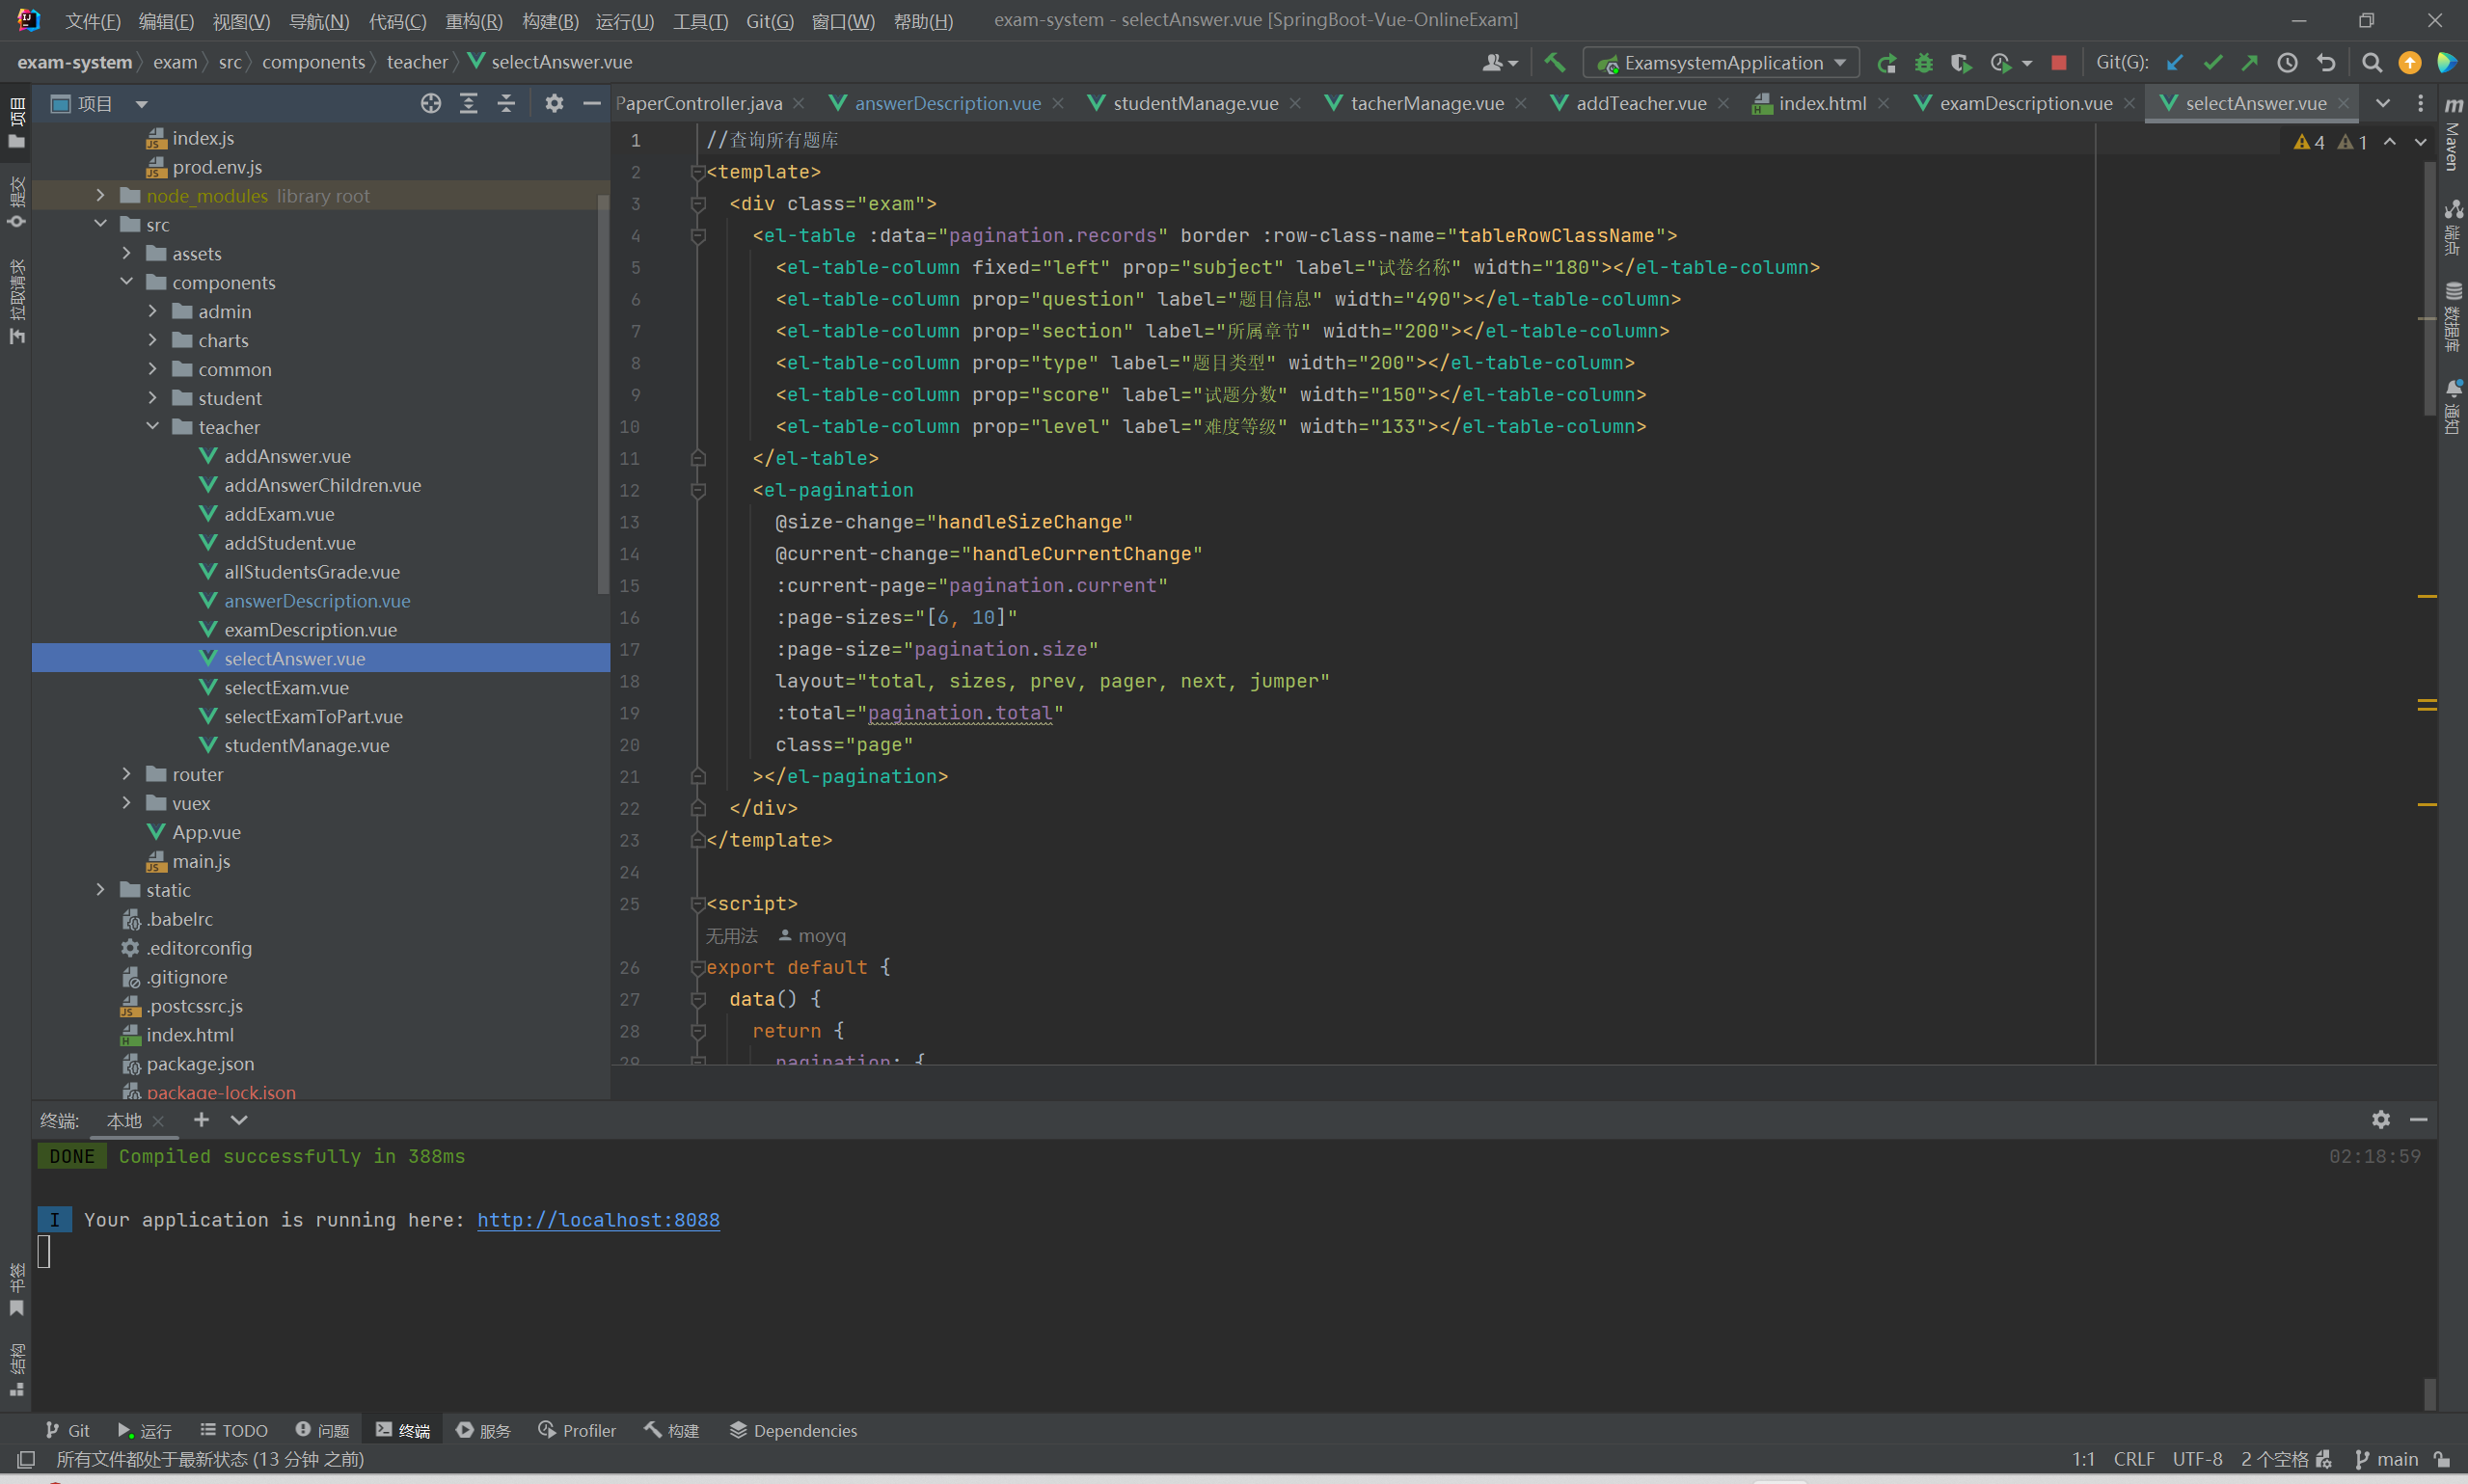 文件(F) 编辑(E) 视图(V) 导航(N) 代码(C) 重构(R) 构建(B) 运行(U) 工具(T) Git(G) 窗口(W) 帮助(H) exam-system - selectAnswer.vue [SpringBoot-Vue-OnlineExam]
exam-system exam src components teacher selectAnswer.vue ExamsystemApplication Git(G):
项目 PaperController.java answerDescription.vue studentManage.vue tacherManage.vue addTeacher.vue index.html examDescription.vue selectAnswer.vue
项目
提交
拉取请求
书签
结构
index.js
prod.env.js
node_modules library root
src
assets
components
admin
charts
common
student
teacher
addAnswer.vue
addAnswerChildren.vue
addExam.vue
addStudent.vue
allStudentsGrade.vue
answerDescription.vue
examDescription.vue
selectAnswer.vue
selectExam.vue
selectExamToPart.vue
studentManage.vue
router
vuex
App.vue
main.js
static
.babelrc
.editorconfig
.gitignore
.postcssrc.js
index.html
package.json
package-lock.json
1 //查询所有题库
2 <template>
3 <div class="exam">
4 <el-table :data="pagination.records" border :row-class-name="tableRowClassName">
5 <el-table-column fixed="left" prop="subject" label="试卷名称" width="180"></el-table-column>
6 <el-table-column prop="question" label="题目信息" width="490"></el-table-column>
7 <el-table-column prop="section" label="所属章节" width="200"></el-table-column>
8 <el-table-column prop="type" label="题目类型" width="200"></el-table-column>
9 <el-table-column prop="score" label="试题分数" width="150"></el-table-column>
10 <el-table-column prop="level" label="难度等级" width="133"></el-table-column>
11 </el-table>
12 <el-pagination
13 @size-change="handleSizeChange"
14 @current-change="handleCurrentChange"
15 :current-page="pagination.current"
16 :page-sizes="[6, 10]"
17 :page-size="pagination.size"
18 layout="total, sizes, prev, pager, next, jumper"
19 :total="pagination.total"
20 class="page"
21 ></el-pagination>
22 </div>
23 </template>
24
25 <script>
无用法 moyq
26 export default {
27 data() {
28 return {
29 pagination: {
4 1
Maven
端点
数据库
通知
终端: 本地
DONE Compiled successfully in 388ms 02:18:59
I Your application is running here: http://localhost:8088
Git 运行 TODO 问题 终端 服务 Profiler 构建 Dependencies
所有文件都处于最新状态 (13 分钟 之前) 1:1 CRLF UTF-8 2 个空格 main